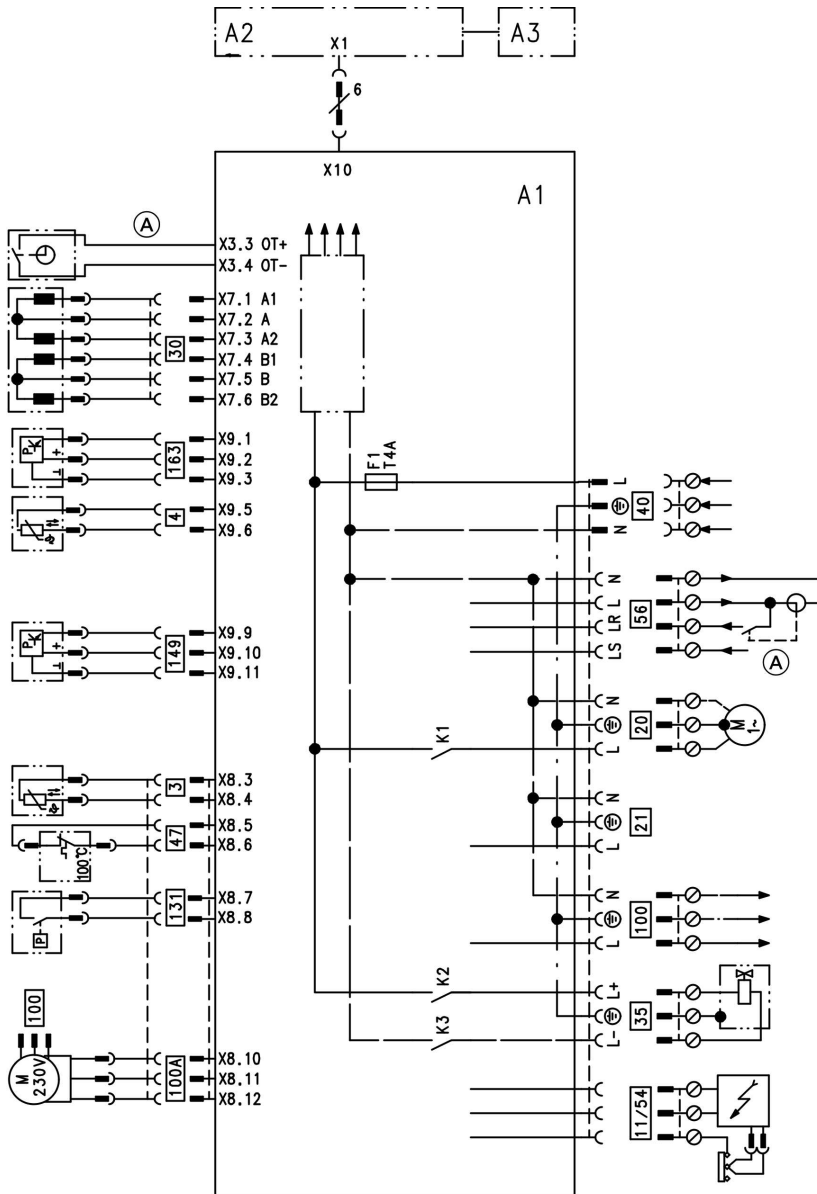 A2
X1
A3
6
X10
A1
A
X3.3 OT+
X3.4 OT-
X7.1 A1
X7.2 A
X7.3 A2
30
X7.4 B1
X7.5 B
X7.6 B2
F1
T4A
P
K
+
X9.1
163
X9.2
X9.3
L
40
N
4
X9.5
X9.6
N
L
56
LR
LS
A
P
K
+
X9.9
149
X9.10
X9.11
N
20
M
1~
K1
L
3
X8.3
X8.4
N
21
L
47
X8.5
X8.6
100°C
131
X8.7
X8.8
P
N
100
L
K2
L+
35
K3
L-
100
M
230V
100A
X8.10
X8.11
X8.12
11/54